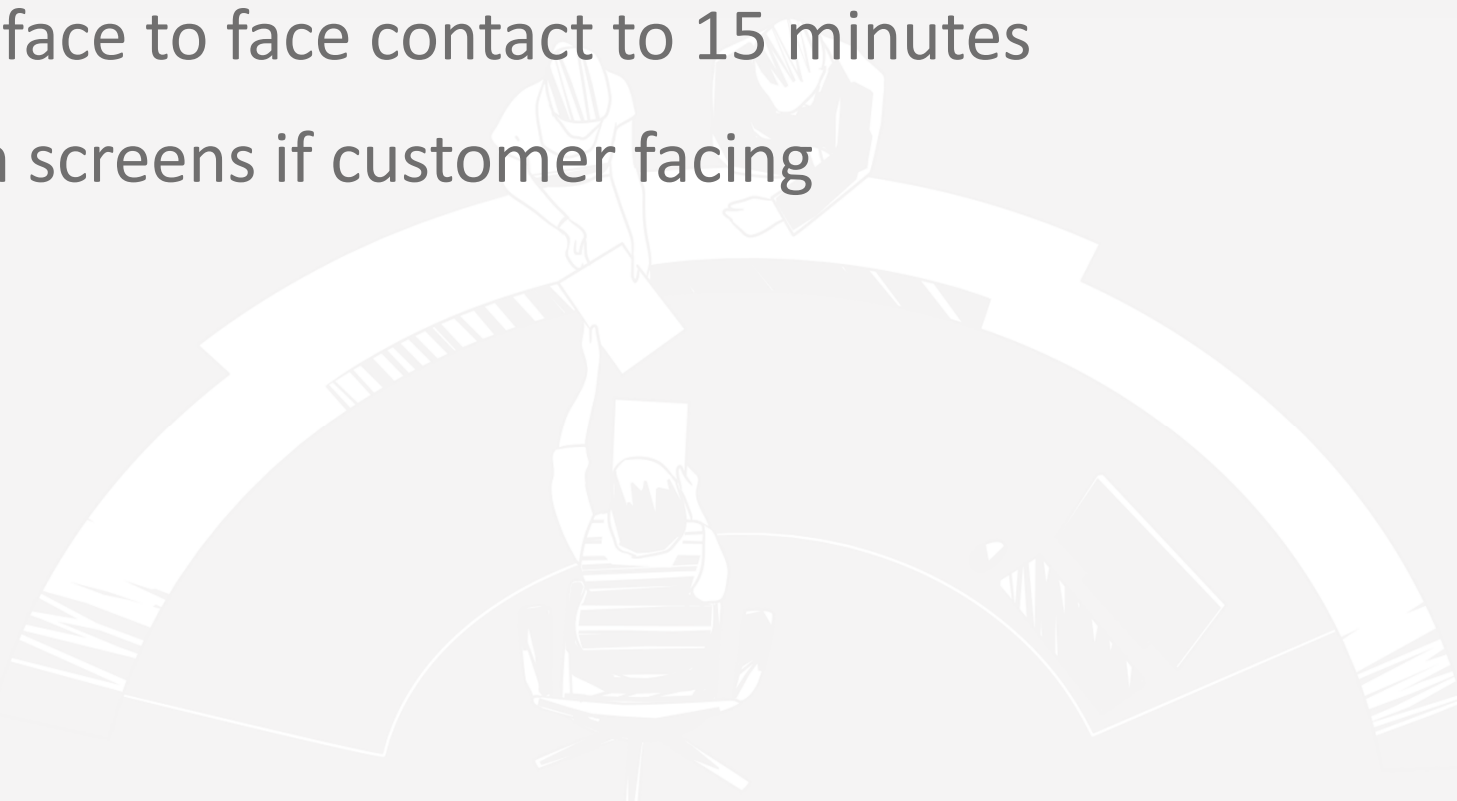 face to face contact to 15 minutes
screens if customer facing